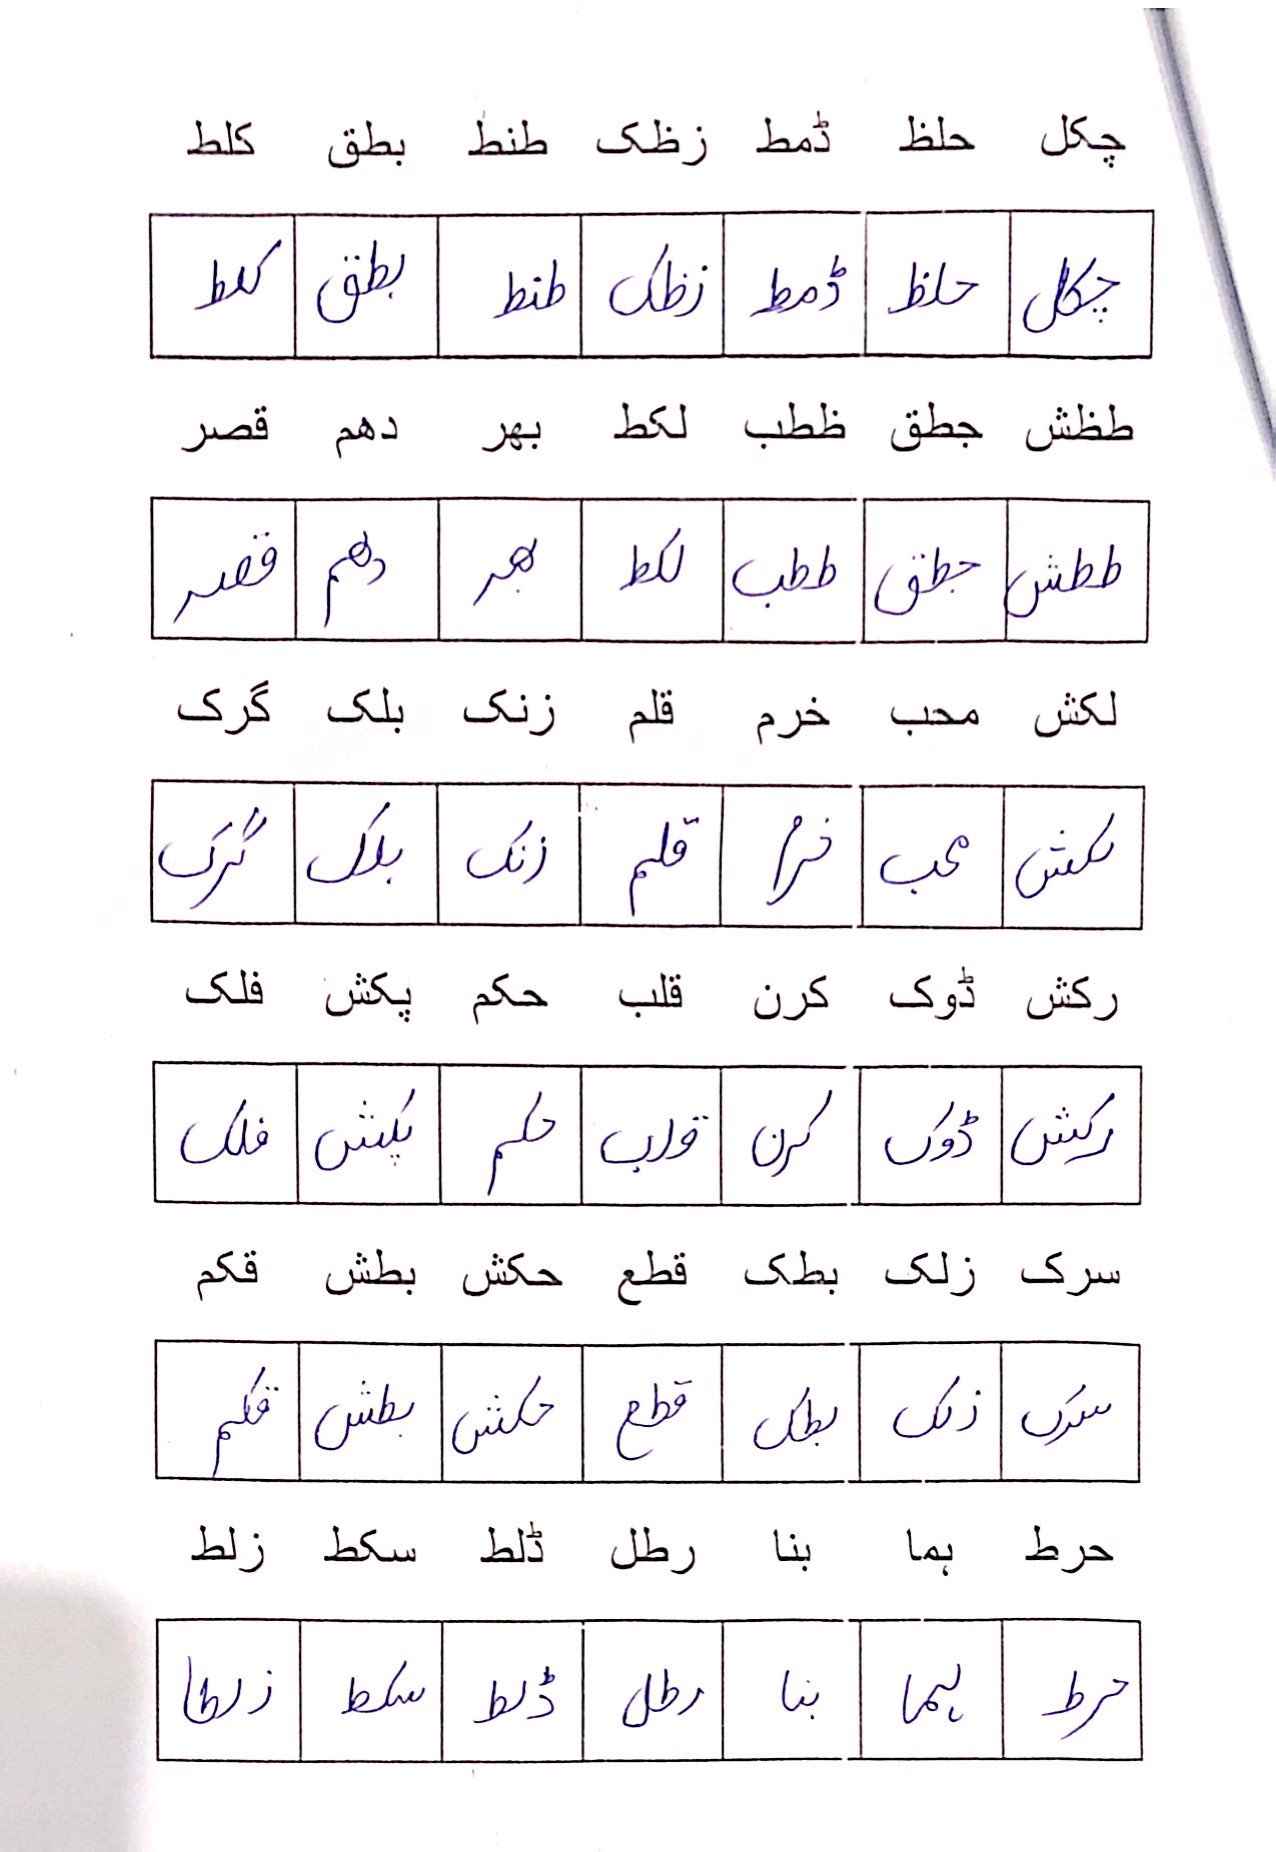 چکل حلظ ڈمط زظک طنط بطق کلط
چکل حلظ ڈمط زظک طنط بطق کلط
طظش جطق ظطب لکط بھر دھم قصر
ططش جطق ططب لکط بھر دھم قصر
لکش محب خرم قلم زنک بلک گرک
لکش محب خرم قلم زنک بلک گرک
رکش ڈوک کرن قلب حکم پکش فلک
رکش ڈوک کرن قلب حکم پکش فلک
سرک زلک بطک قطع حکش بطش قکم
سرک زلک بطک قطع حکش بطش قکم
حرط ہما بنا رطل ڈلط سکط زلط
حرط ہما بنا رطل ڈلط سکط زلط